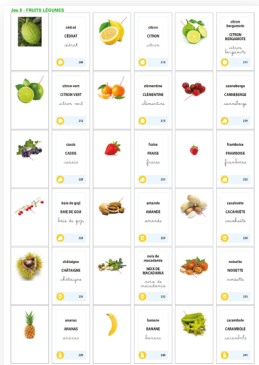 Jeu 5 - FRUITS LÉGUMES
cédrat
CÉDRAT
cédrat
citron
CITRON
citron
citron
bergamote
CITRON
BERGAMOTE
citron
bergamote
citron vert
CITRON VERT
citron vert
clémentine
CLÉMENTINE
clémentine
canneberge
CANNEBERGE
canneberge
cassis
CASSIS
cassis
fraise
FRAISE
fraise
framboise
FRAMBOISE
framboise
baie de goji
BAIE DE GOJI
baie de goji
amande
AMANDE
amande
cacahuète
CACAHUÈTE
cacahuète
châtaigne
CHÂTAIGNE
châtaigne
noix de
macadamia
NOIX DE
MACADAMIA
noix de
macadamia
noisette
NOISETTE
noisette
ananas
ANANAS
ananas
banane
BANANE
banane
carambole
CARAMBOLE
carambole